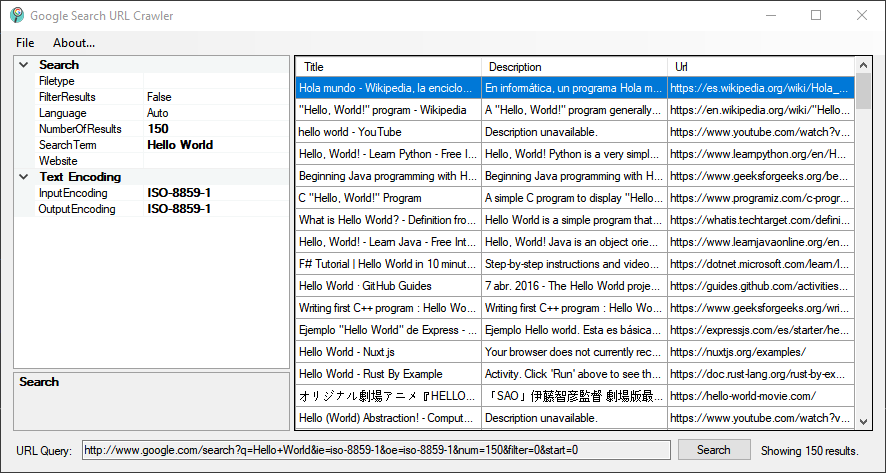 Google Search URL Crawler
File About...
Search
Filetype
FilterResults False
Language Auto
NumberOfResults 150
SearchTerm Hello World
Website
Text Encoding
InputEncoding ISO-8859-1
OutputEncoding ISO-8859-1
Search
Title Description Url
Hola mundo - Wikipedia, la enciclo... En informática, un programa Hola m... https://es.wikipedia.org/wiki/Hola_...
"Hello, World!" program - Wikipedia A "Hello, World!" program generally... https://en.wikipedia.org/wiki/"Hello...
hello world - YouTube Description unavailable. https://www.youtube.com/watch?v...
Hello, World! - Learn Python - Free I... Hello, World! Python is a very simpl... https://www.learnpython.org/en/H...
Beginning Java programming with H... Beginning Java programming with H... https://www.geeksforgeeks.org/be...
C "Hello, World!" Program A simple C program to display "Hello... https://www.programiz.com/c-progr...
What is Hello World? - Definition fro... Hello World is a simple program that... https://whatis.techtarget.com/defini...
Hello, World! - Learn Java - Free Int... Hello, World! Java is an object orie... https://www.learnjavaonline.org/en...
F# Tutorial | Hello World in 10 minut... Step-by-step instructions and video... https://dotnet.microsoft.com/learn/l...
Hello World · GitHub Guides 7 abr. 2016 - The Hello World proje... https://guides.github.com/activities...
Writing first C++ program : Hello Wo... Writing first C++ program : Hello Wo... https://www.geeksforgeeks.org/wri...
Ejemplo "Hello World" de Express - ... Ejemplo Hello world. Esta es básica... https://expressjs.com/es/starter/he...
Hello World - Nuxt.js Your browser does not currently rec... https://nuxtjs.org/examples/
Hello World - Rust By Example Activity. Click 'Run' above to see th... https://doc.rust-lang.org/rust-by-ex...
オリジナル劇場アニメ『HELLO... 「SAO」伊藤智彦監督 劇場版最... https://hello-world-movie.com/
Hello (World) Abstraction! - Comput... Description unavailable. https://www.youtube.com/watch?v...
URL Query: http://www.google.com/search?q=Hello+World&ie=iso-8859-1&oe=iso-8859-1&num=150&filter=0&start=0 Search Showing 150 results.